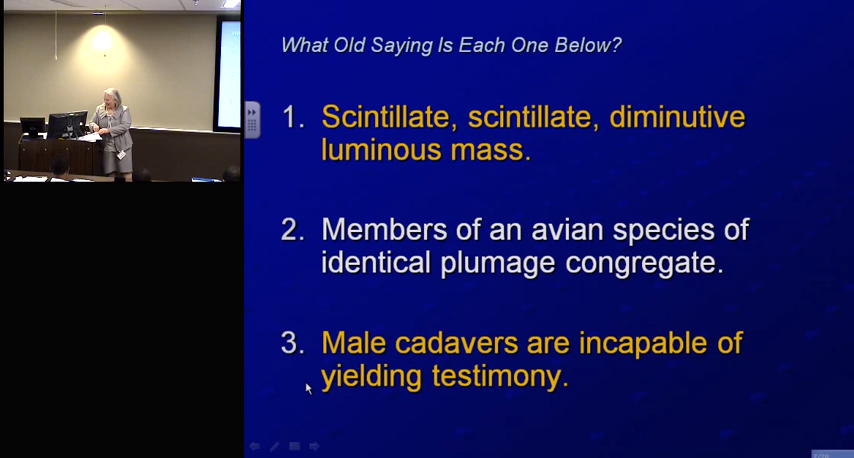 What Old Saying Is Each One Below?
1. Scintillate, scintillate, diminutive
luminous mass.
2. Members of an avian species of
identical plumage congregate.
3. Male cadavers are incapable of
yielding testimony.